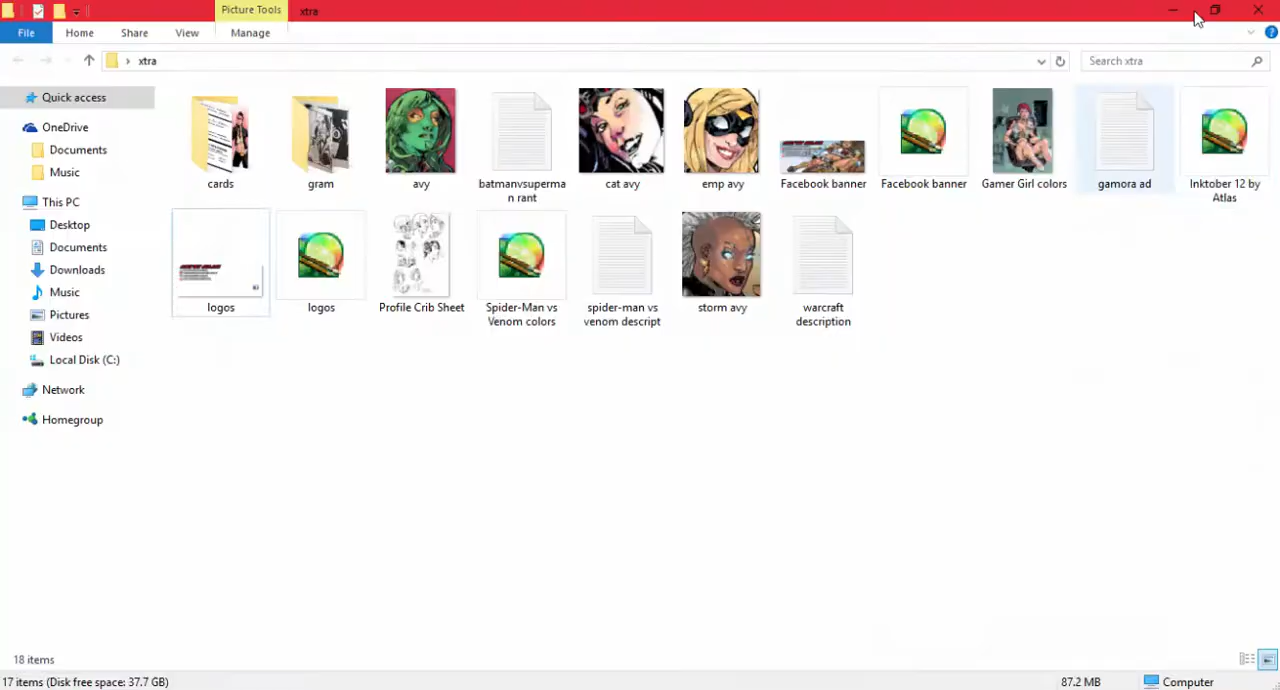 Picture Tools
xtra
File
Home
Share
View
Manage
xtra
Search xtra
Quick access
OneDrive
Documents
Music
This PC
Desktop
Documents
Downloads
Music
Pictures
Videos
Local Disk (C:)
Network
Homegroup
cards
gram
avy
batmanvsuperma
n rant
cat avy
emp avy
Facebook banner
Facebook banner
Gamer Girl colors
gamora ad
Inktober 12 by
Atlas
logos
logos
Profile Crib Sheet
Spider-Man vs
Venom colors
spider-man vs
venom descript
storm avy
warcraft
description
18 items
17 items (Disk free space: 37.7 GB)
87.2 MB
Computer